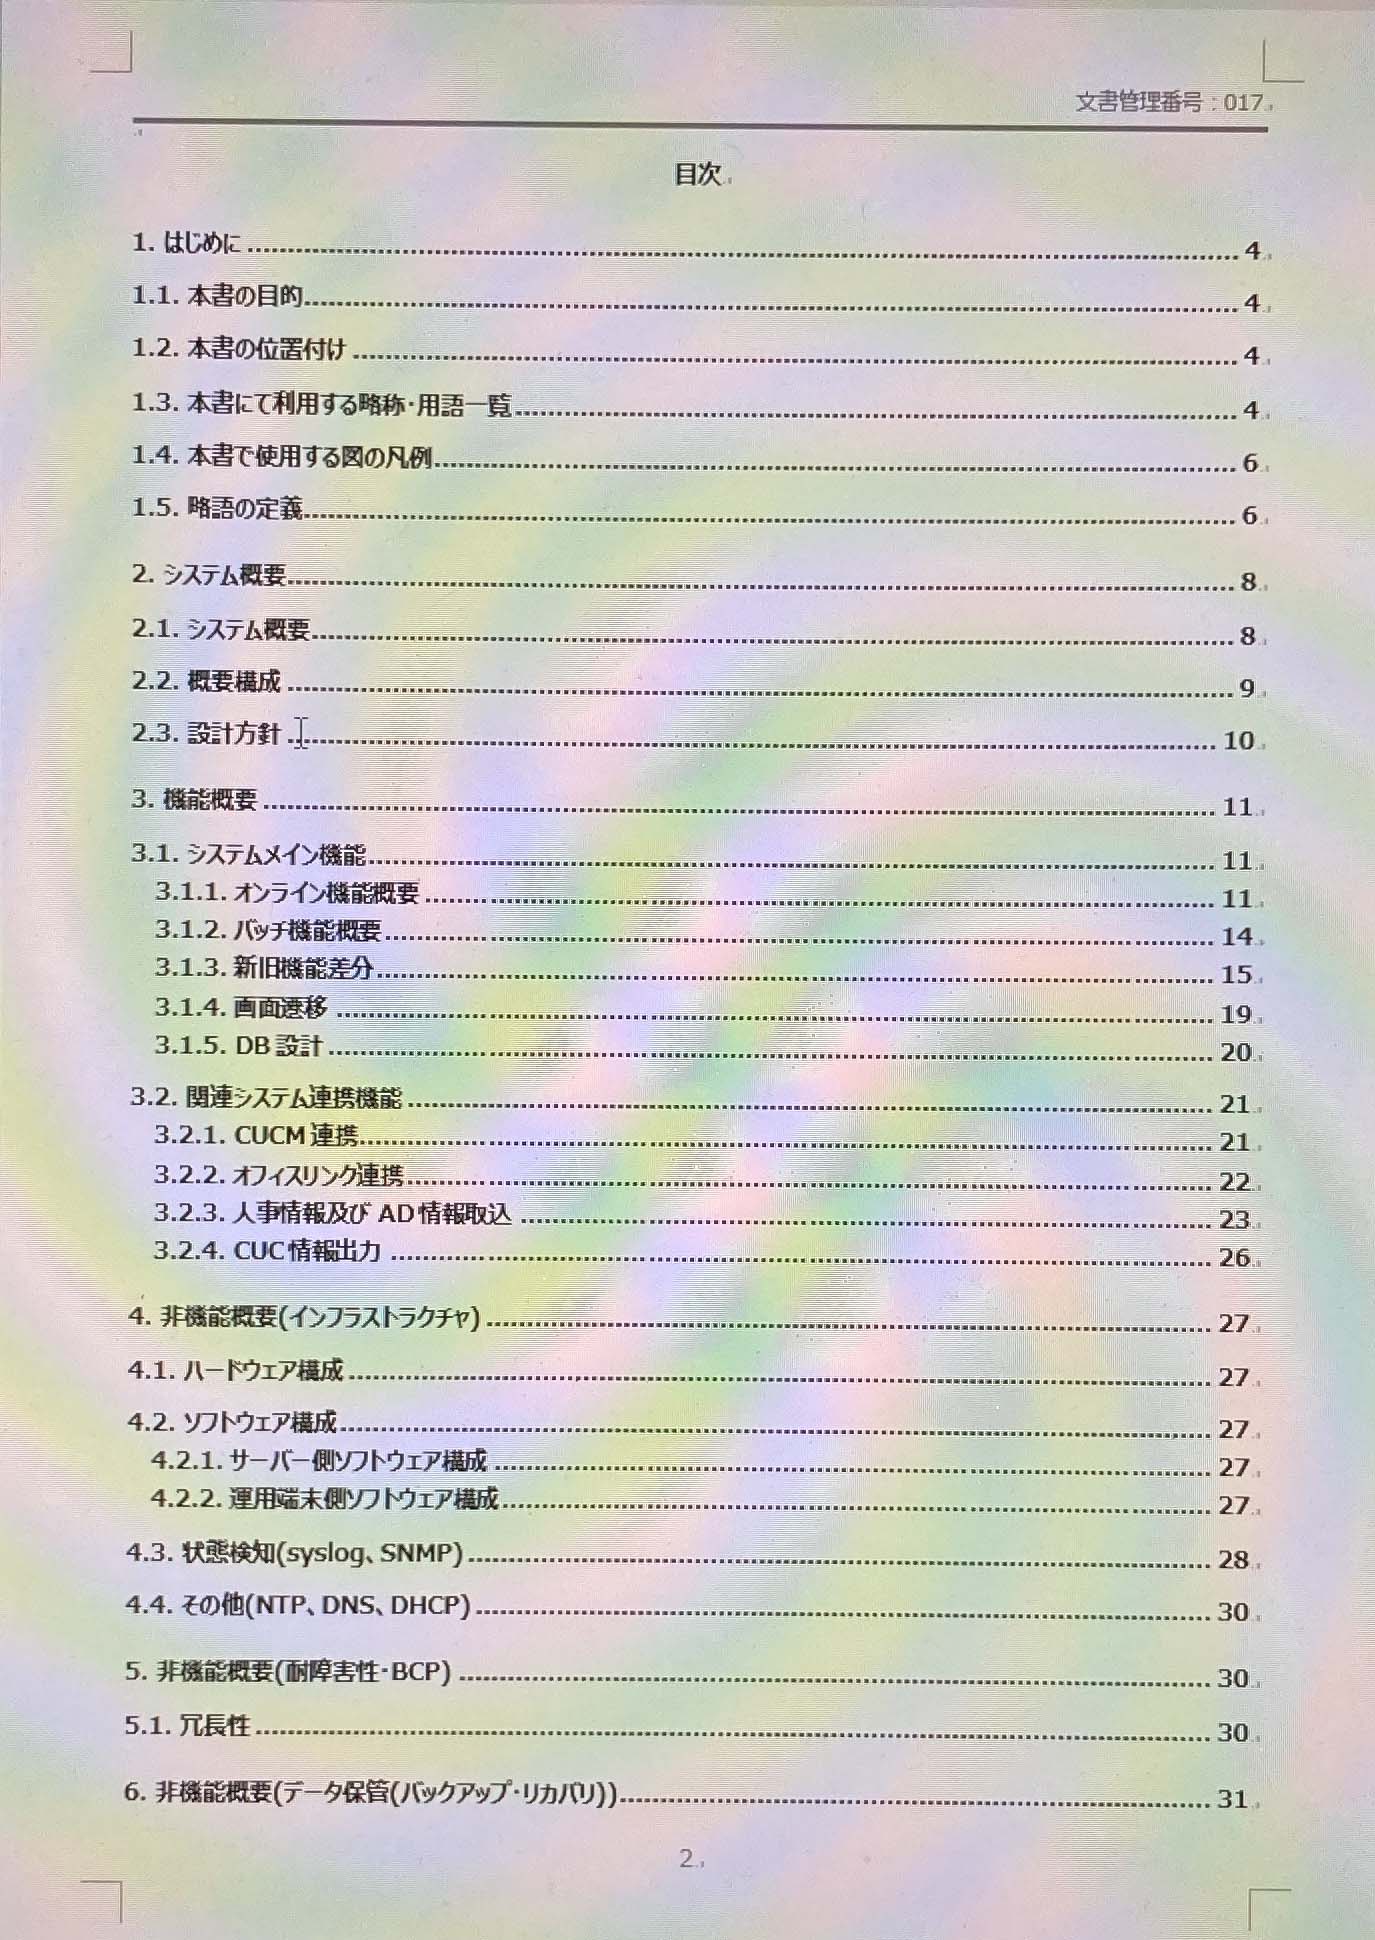 文書管理番号：017
目次
1. はじめに 4
1.1. 本書の目的 4
1.2. 本書の位置付け 4
1.3. 本書にて利用する略称・用語一覧 4
1.4. 本書で使用する図の凡例 6
1.5. 略語の定義 6
2. システム概要 8
2.1. システム概要 8
2.2. 概要構成 9
2.3. 設計方針 10
3. 機能概要 11
3.1. システムメイン機能 11
3.1.1. オンライン機能概要 11
3.1.2. バッチ機能概要 14
3.1.3. 新旧機能差分 15
3.1.4. 画面遷移 19
3.1.5. DB 設計 20
3.2. 関連システム連携機能 21
3.2.1. CUCM 連携 21
3.2.2. オフィスリンク連携 22
3.2.3. 人事情報及び AD 情報取込 23
3.2.4. CUC 情報出力 26
4. 非機能概要(インフラストラクチャ) 27
4.1. ハードウェア構成 27
4.2. ソフトウェア構成 27
4.2.1. サーバー側ソフトウェア構成 27
4.2.2. 運用端末側ソフトウェア構成 27
4.3. 状態検知(syslog、SNMP) 28
4.4. その他(NTP、DNS、DHCP) 30
5. 非機能概要(耐障害性・BCP) 30
5.1. 冗長性 30
6. 非機能概要(データ保管(バックアップ・リカバリ)) 31
2